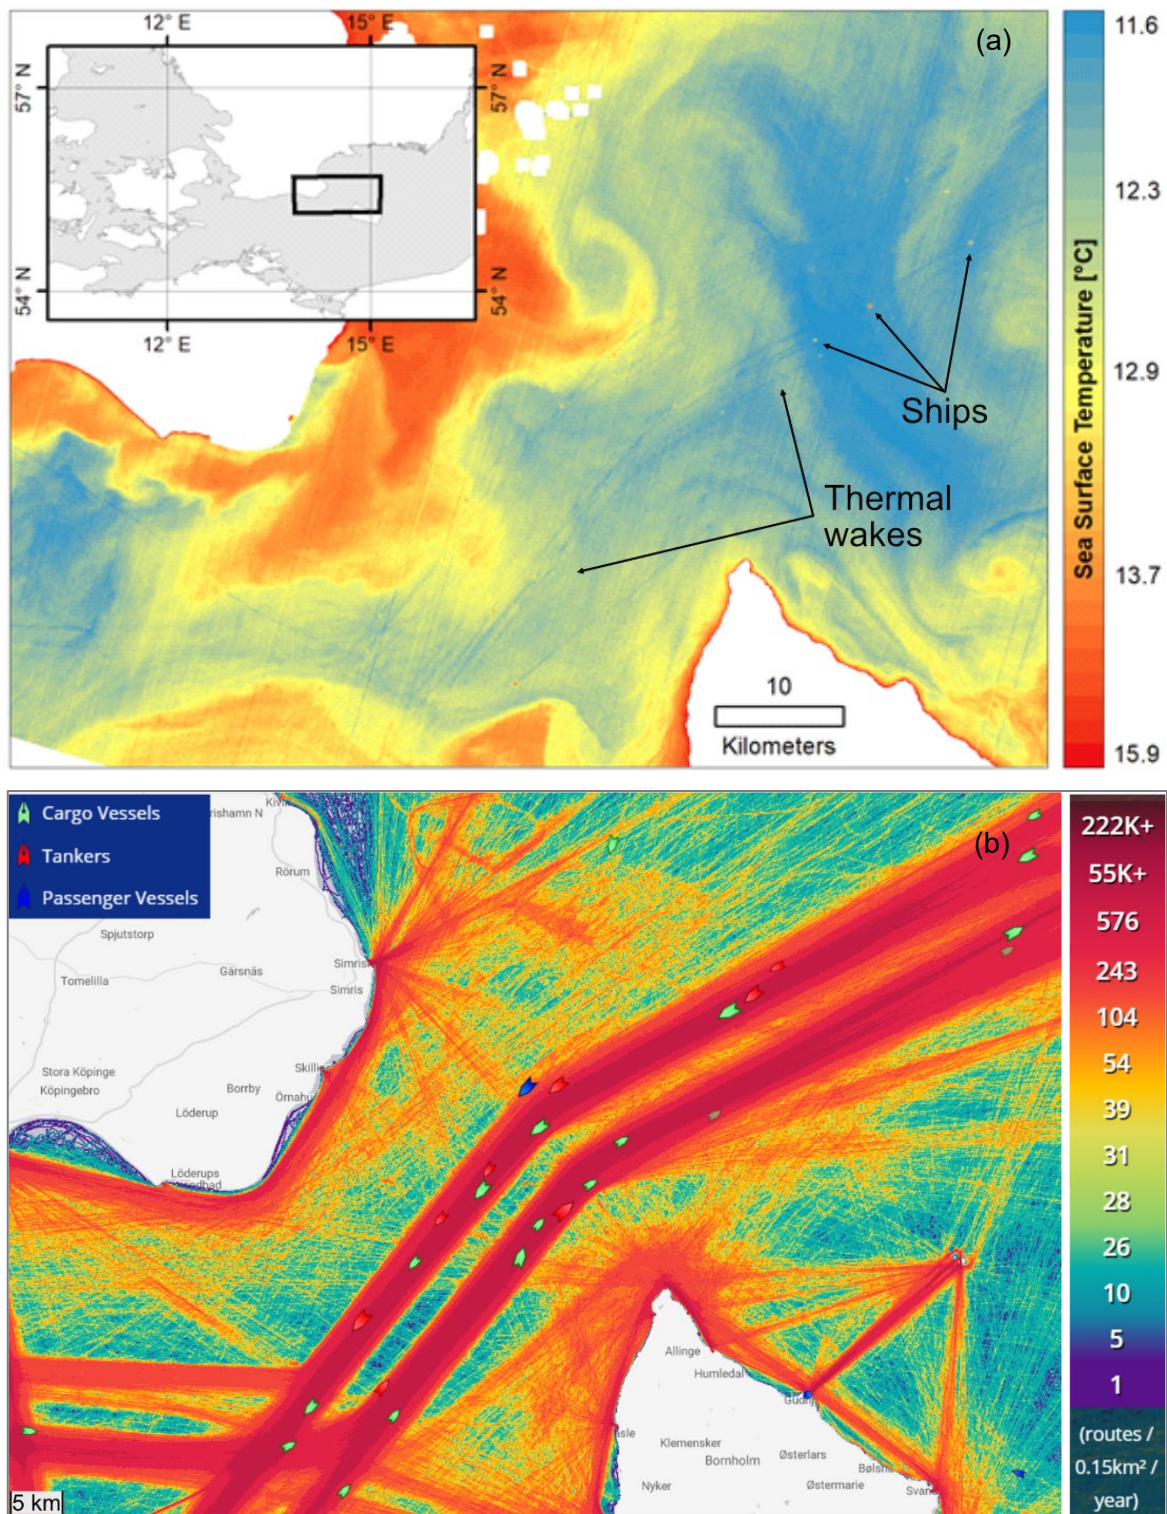 12° E
15° E
(a)
57° N
57° N
54° N
54° N
12° E
15° E
11.6
12.3
12.9
13.7
15.9
Sea Surface Temperature [°C]
Ships
Thermal
wakes
10
Kilometers
Cargo Vessels
Tankers
Passenger Vessels
(b)
Rörum
Spjutstorp
Simris
Gärsnäs
Tomelilla
Simris
Stora Köpinge
Köpingebro
Borrby
Löderup
Löderups
Allinge
Humledal
Klemensker
Bornholm
Østerlars
Nyker
Østermarie
5 km
222K+
55K+
576
243
104
54
39
31
28
26
10
5
1
(routes /
0.15km² /
year)